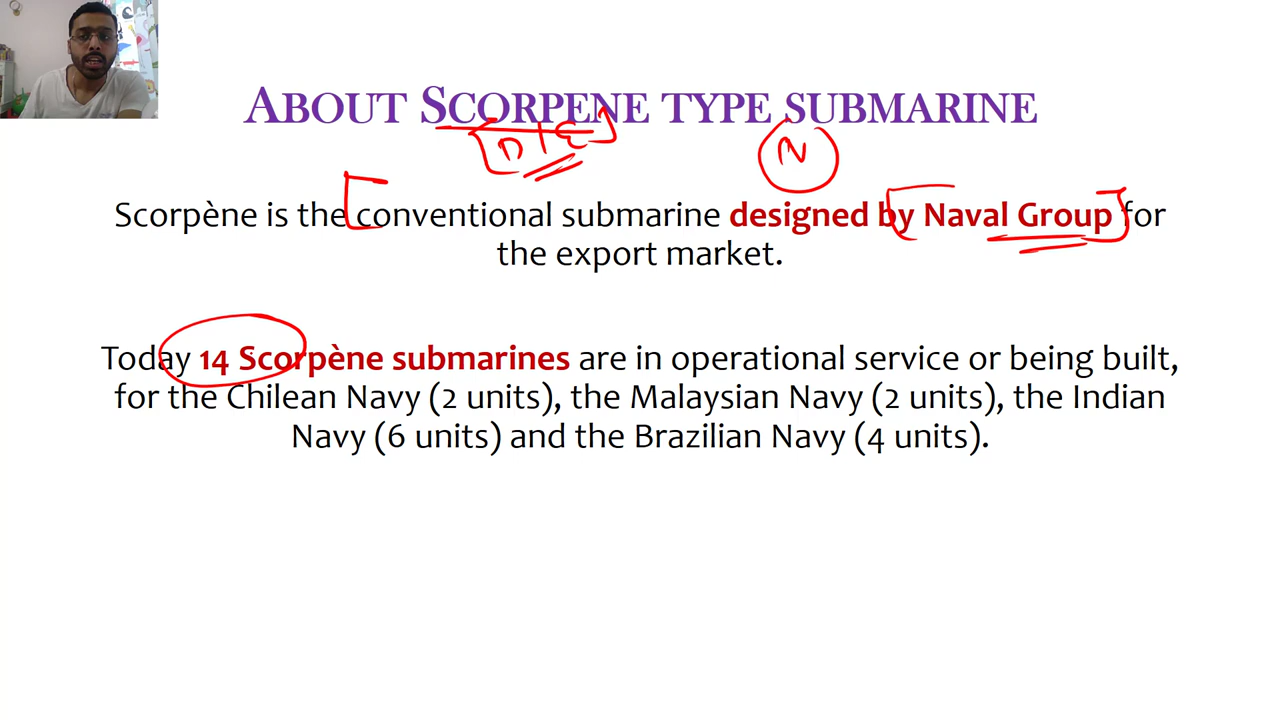 ABOUT SCORPENE TYPE SUBMARINE
D/E
N
Scorpène is the conventional submarine designed by Naval Group for
the export market.
Today 14 Scorpène submarines are in operational service or being built,
for the Chilean Navy (2 units), the Malaysian Navy (2 units), the Indian
Navy (6 units) and the Brazilian Navy (4 units).